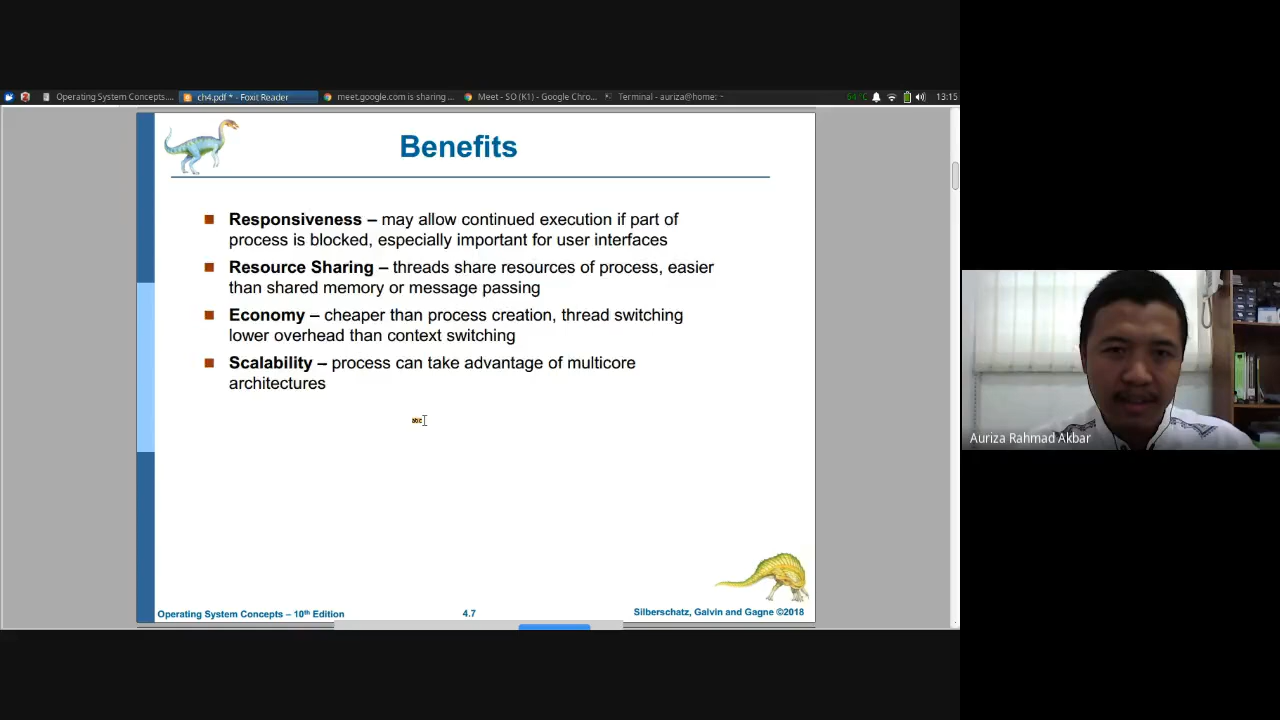 Operating System Concepts....
ch4.pdf * - Foxit Reader
meet.google.com is sharing ...
Meet - SO (K1) - Google Chro...
Terminal - auriza@home: ~
64°C
13:15
Benefits
Responsiveness – may allow continued execution if part of
process is blocked, especially important for user interfaces
Resource Sharing – threads share resources of process, easier
than shared memory or message passing
Economy – cheaper than process creation, thread switching
lower overhead than context switching
Scalability – process can take advantage of multicore
architectures
Auriza Rahmad Akbar
Operating System Concepts – 10th Edition
4.7
Silberschatz, Galvin and Gagne ©2018